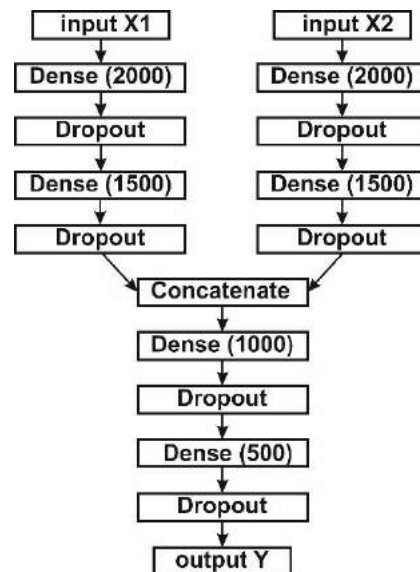 input X1
input X2
Dense (2000)
Dense (2000)
Dropout
Dropout
Dense (1500)
Dense (1500)
Dropout
Dropout
Concatenate
Dense (1000)
Dropout
Dense (500)
Dropout
output Y